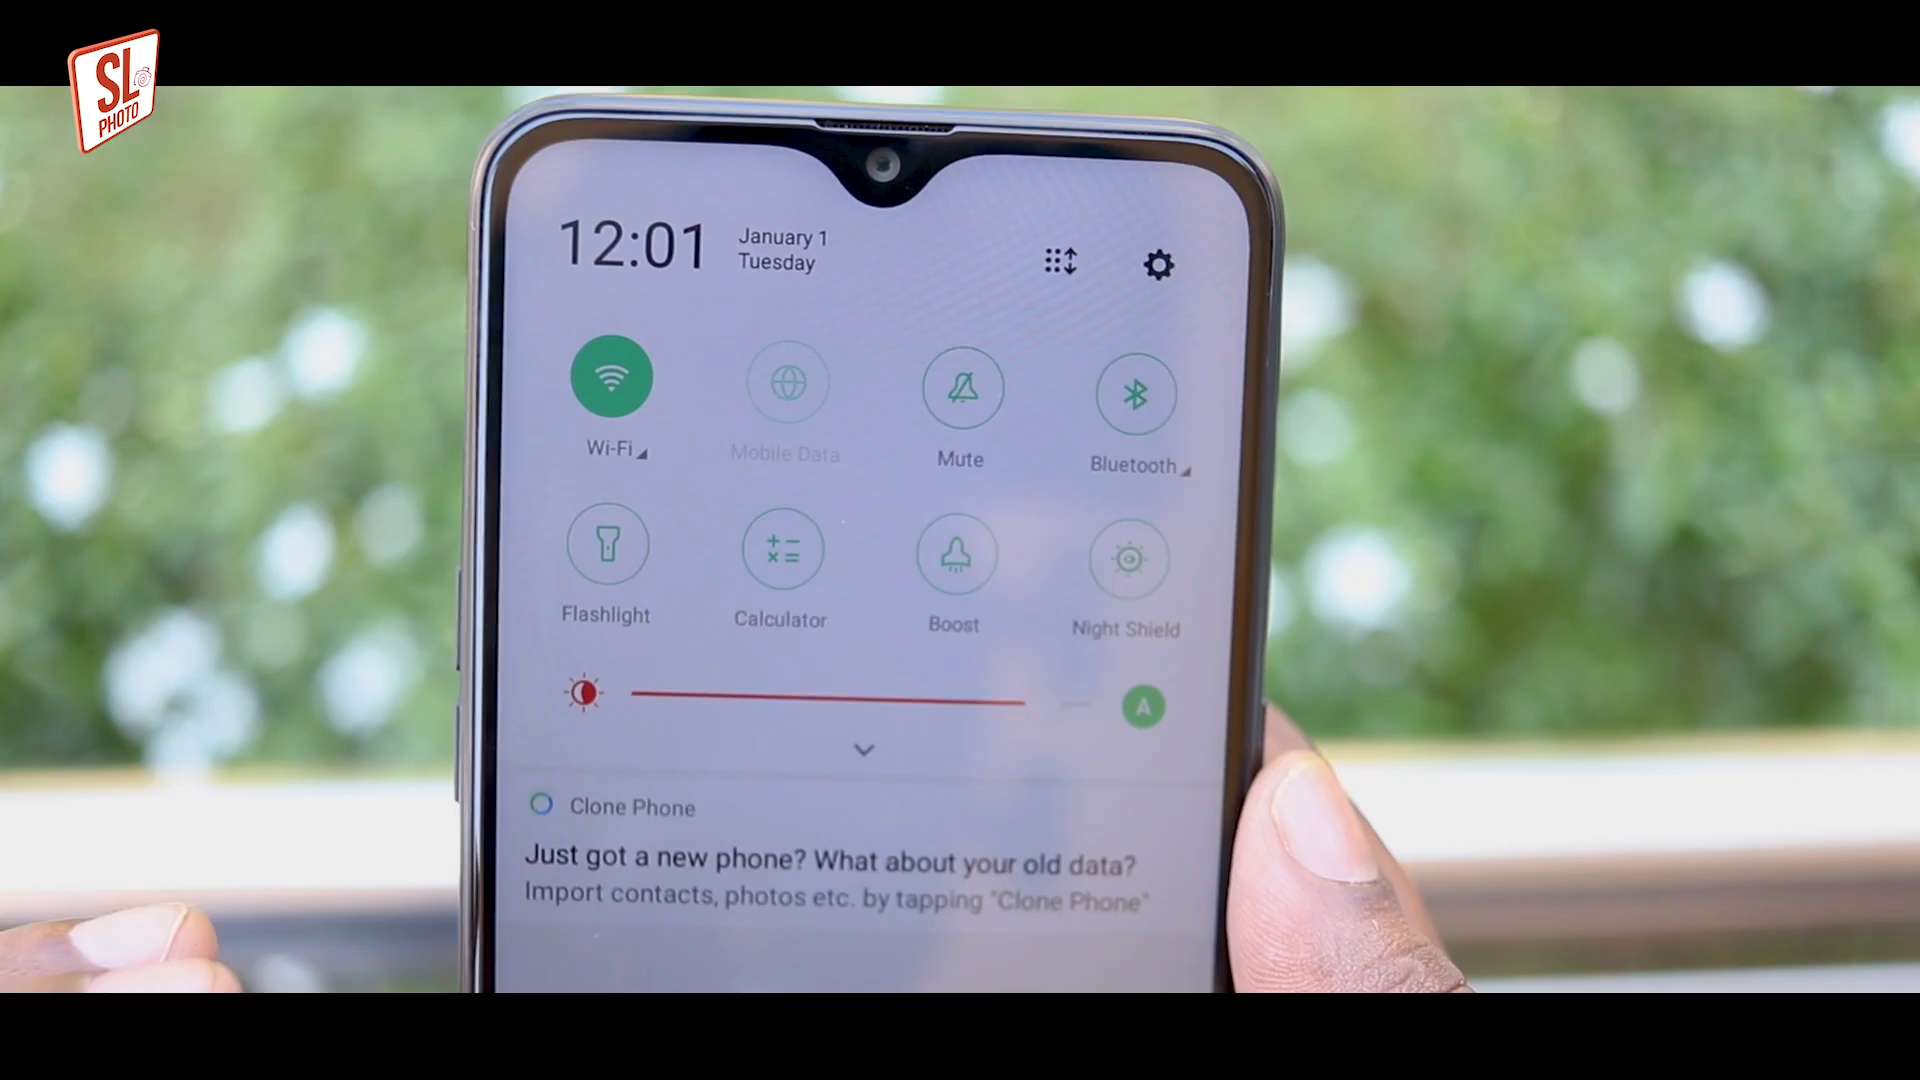 SL
PHOTO
12:01
January 1
Tuesday
Wi-Fi
Mobile Data
Mute
Bluetooth
Flashlight
Calculator
Boost
Night Shield
A
Clone Phone
Just got a new phone? What about your old data?
Import contacts, photos etc. by tapping "Clone Phone"